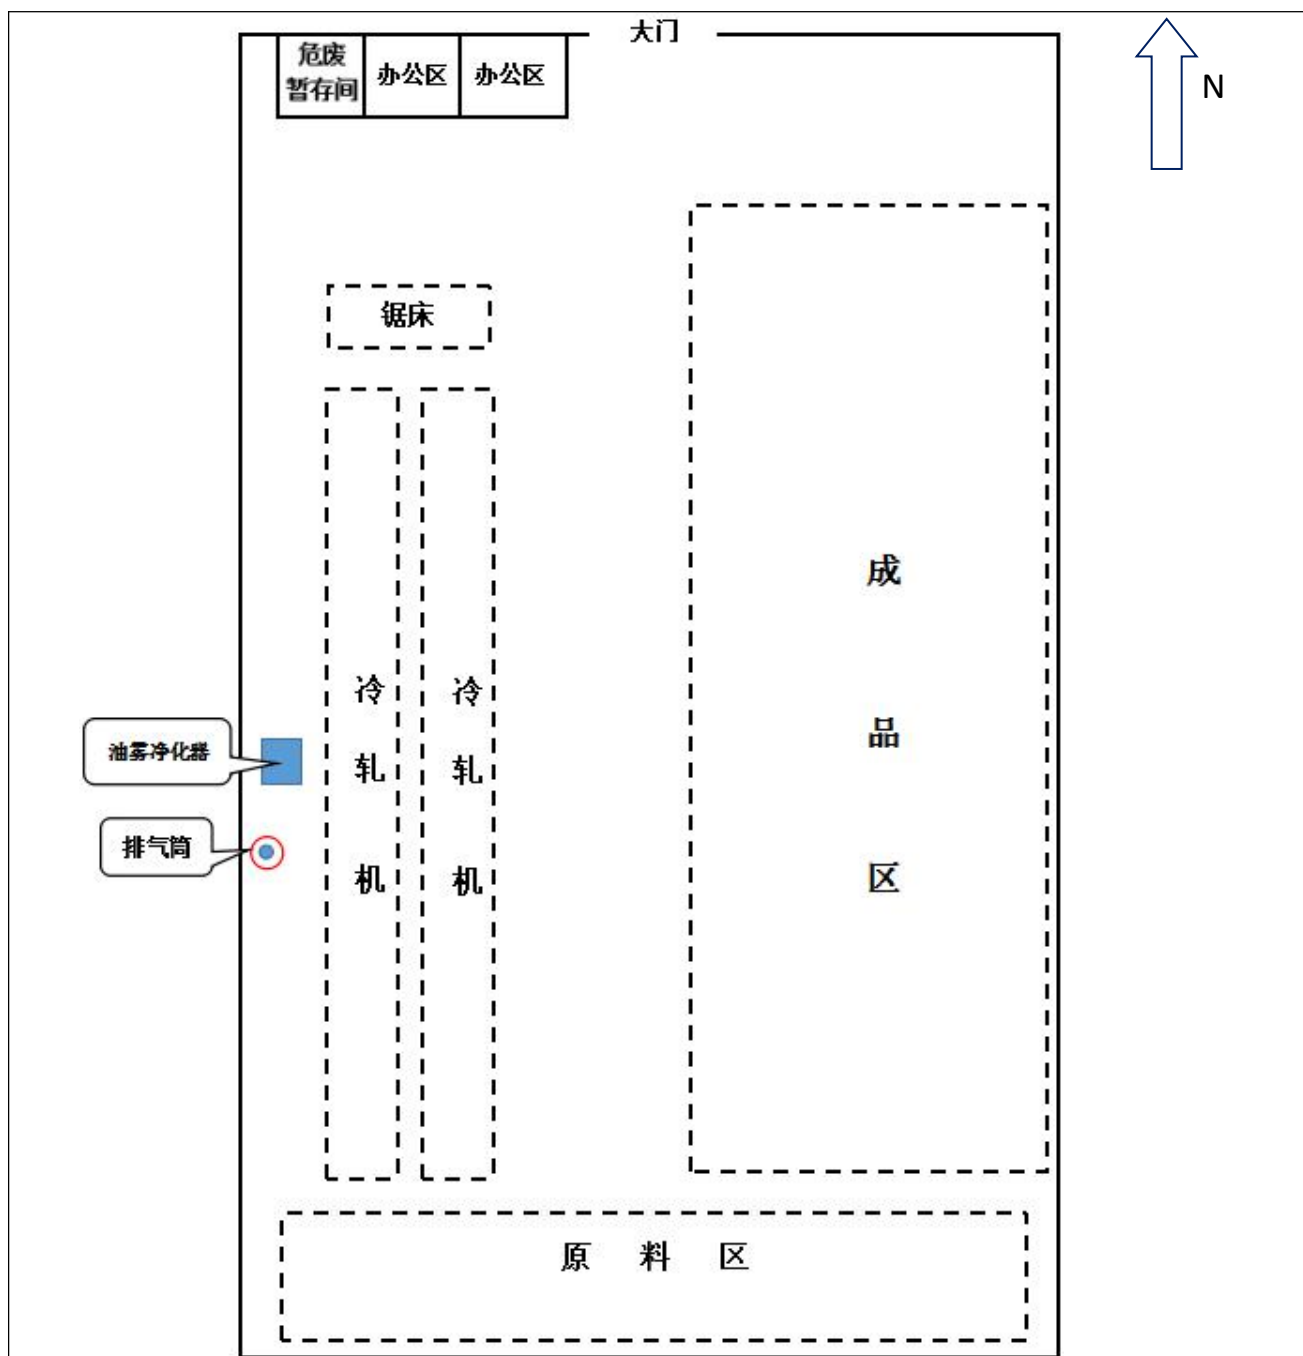 大门
N
危废
暂存间
办公区
办公区
锯床
成
品
区
冷
轧
机
冷
轧
机
油雾净化器
排气筒
原 料 区